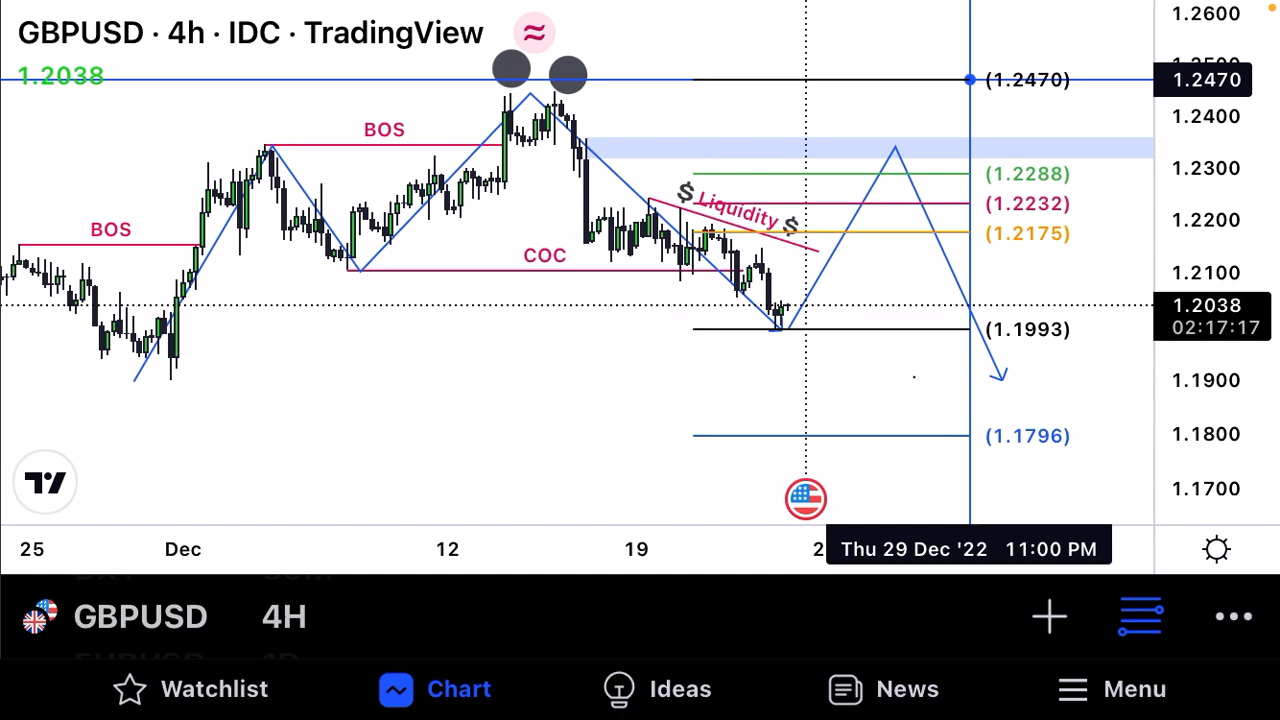 GBPUSD · 4h · IDC · TradingView
≈
1.2038
BOS
BOS
COC
$ Liquidity $
(1.2470)
(1.2288)
(1.2232)
(1.2175)
(1.1993)
(1.1796)
1.2600
1.2470
1.2400
1.2300
1.2200
1.2100
1.2038
02:17:17
1.1900
1.1800
1.1700
25 Dec 12 19 2 Thu 29 Dec '22 11:00 PM
GBPUSD 4H
Watchlist Chart Ideas News Menu